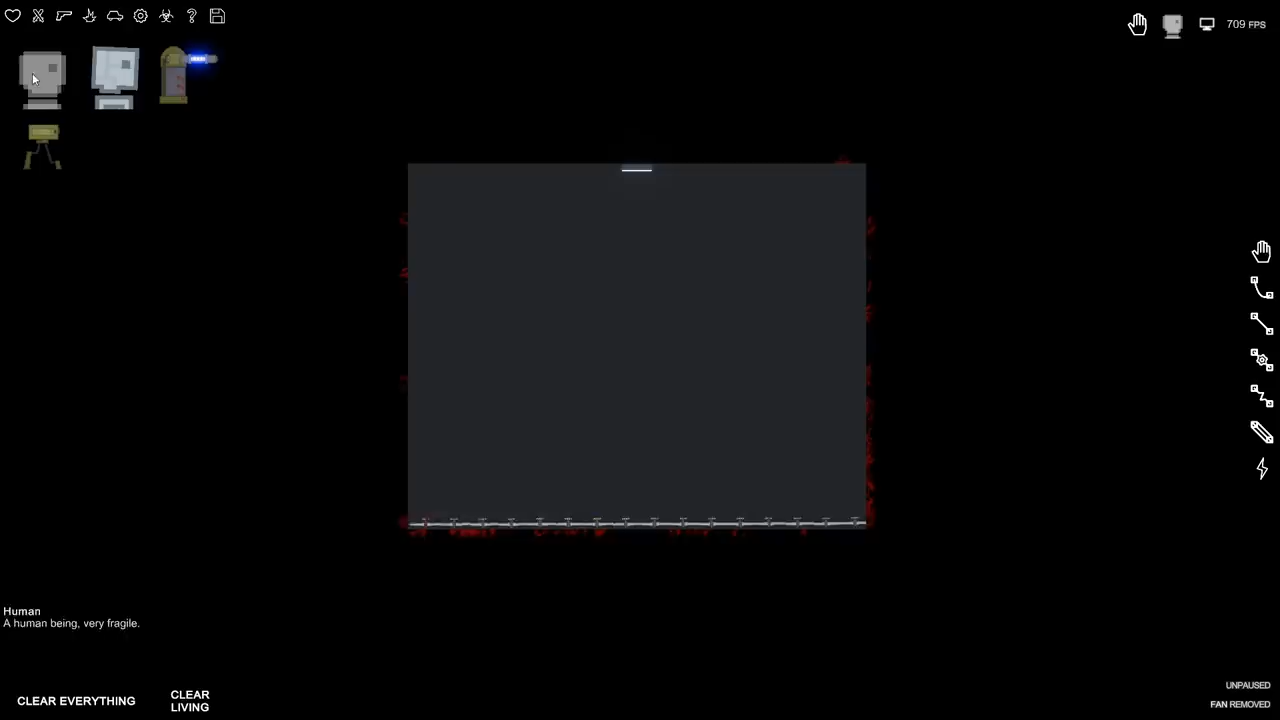 709 FPS
Human
A human being, very fragile.
CLEAR EVERYTHING
CLEAR
LIVING
UNPAUSED
FAN REMOVED